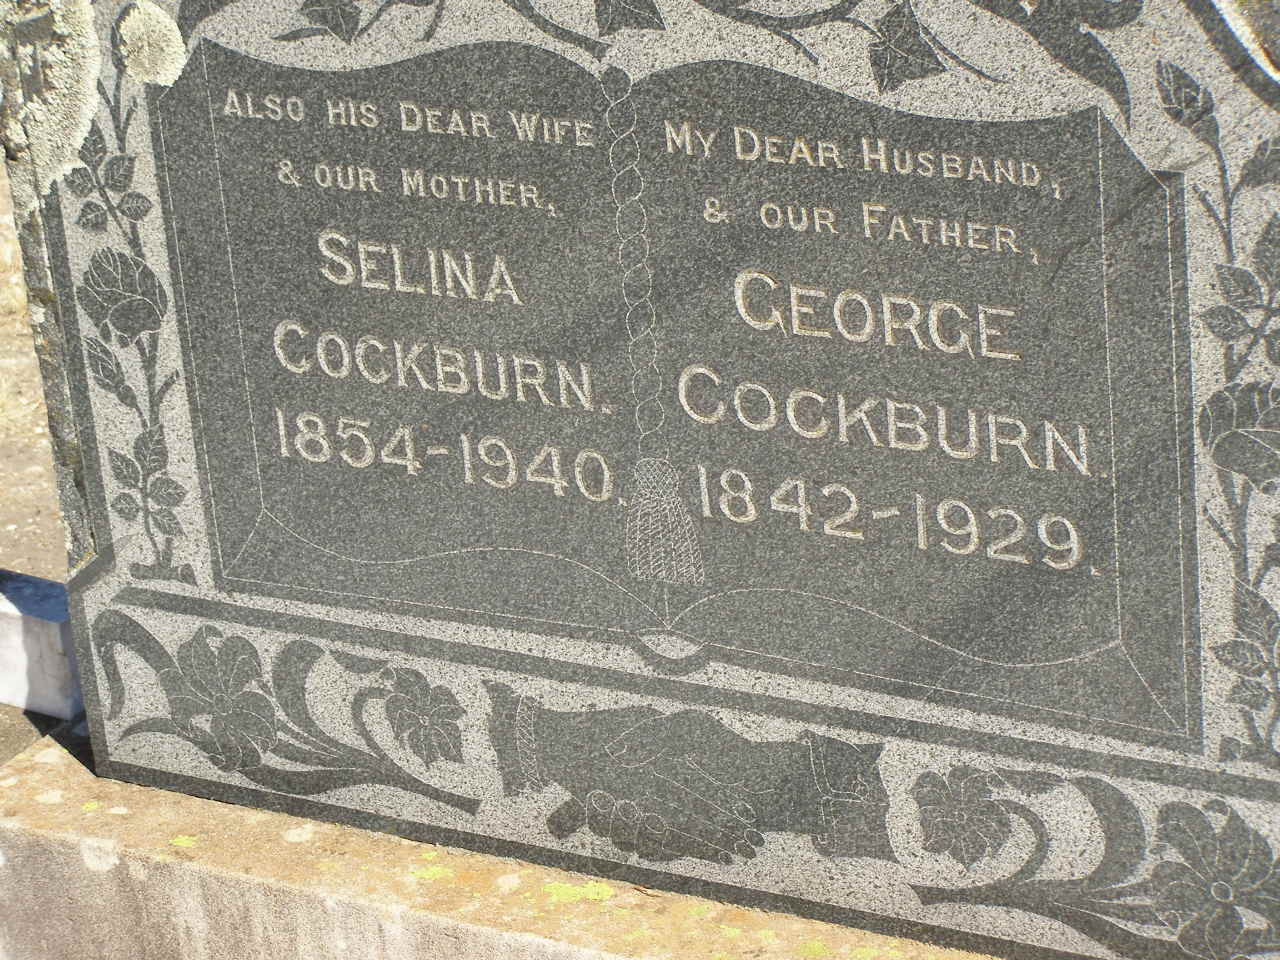 ALSO HIS DEAR WIFE
& OUR MOTHER,
SELINA
COCKBURN.
1854-1940.
MY DEAR HUSBAND,
& OUR FATHER,
GEORGE
COCKBURN.
1842-1929.